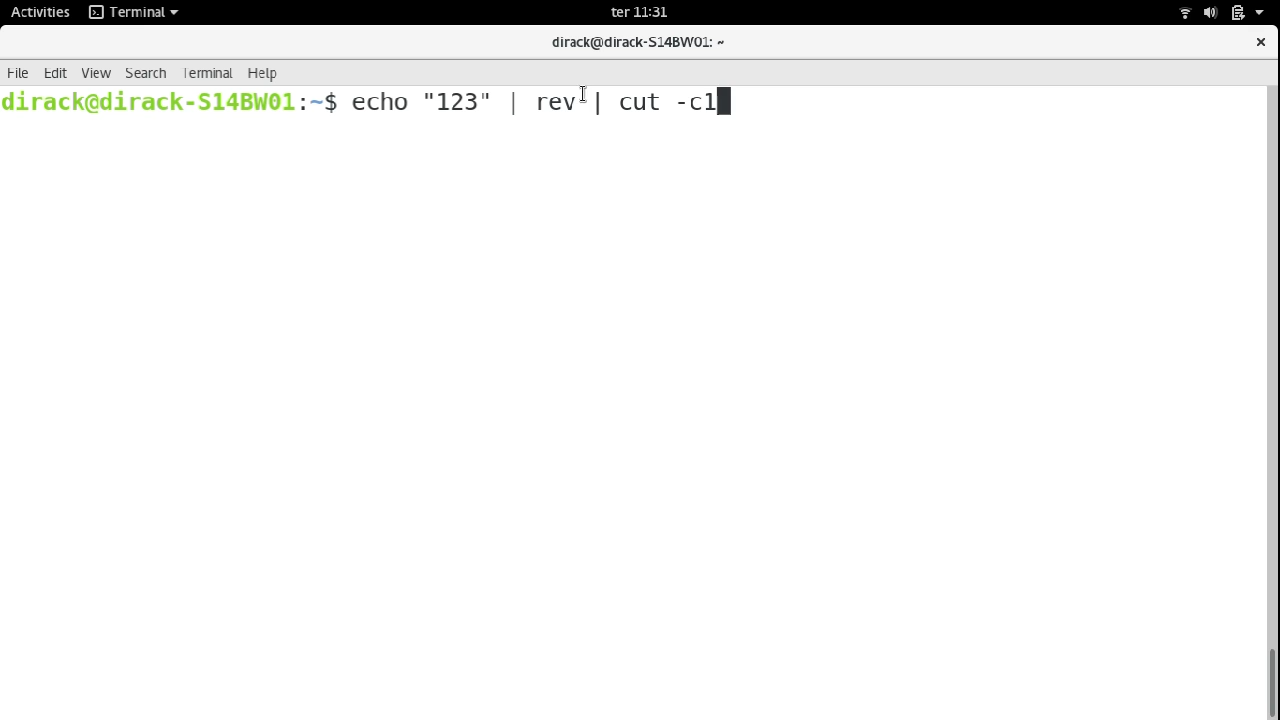 Activities Terminal ter 11:31
dirack@dirack-S14BW01: ~
File Edit View Search Terminal Help
dirack@dirack-S14BW01:~$ echo "123" | rev | cut -c1